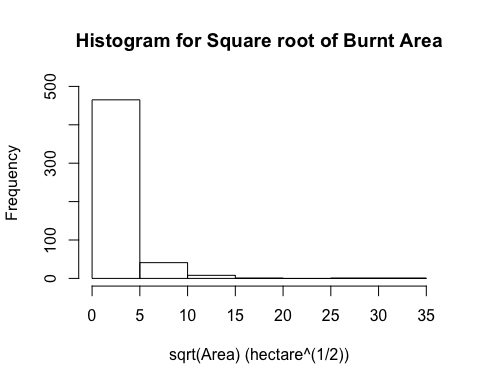 Histogram for Square root of Burnt Area
Frequency
500
300
100
0
0 5 10 15 20 25 30 35
sqrt(Area) (hectare^(1/2))